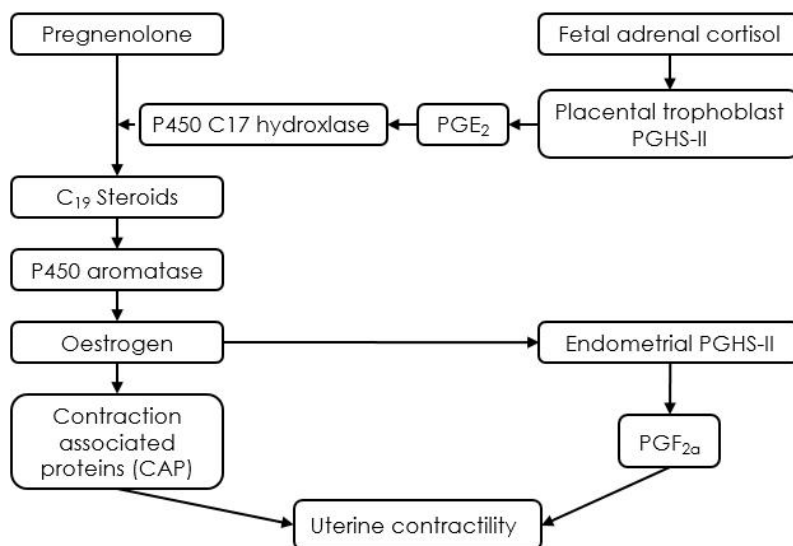 Pregnenolone
Fetal adrenal cortisol
P450 C17 hydroxlase
PGE₂
Placental trophoblast
PGHS-II
C₁₉ Steroids
P450 aromatase
Oestrogen
Endometrial PGHS-II
Contraction
associated
proteins (CAP)
PGF₂ₐ
Uterine contractility